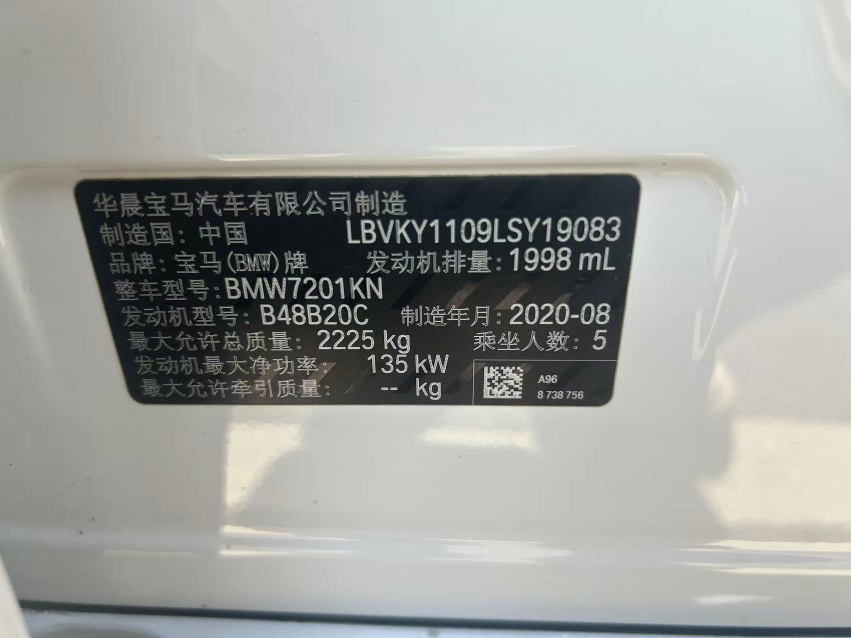 华晨宝马汽车有限公司制造
制造国: 中国 LBVKY1109LSY19083
品牌: 宝马(BMW)牌 发动机排量: 1998 mL
整车型号: BMW7201KN
发动机型号: B48B20C 制造年月: 2020-08
最大允许总质量: 2225 kg 乘坐人数: 5
发动机最大净功率: 135 kW
最大允许牵引质量: -- kg
A96
8 738 756